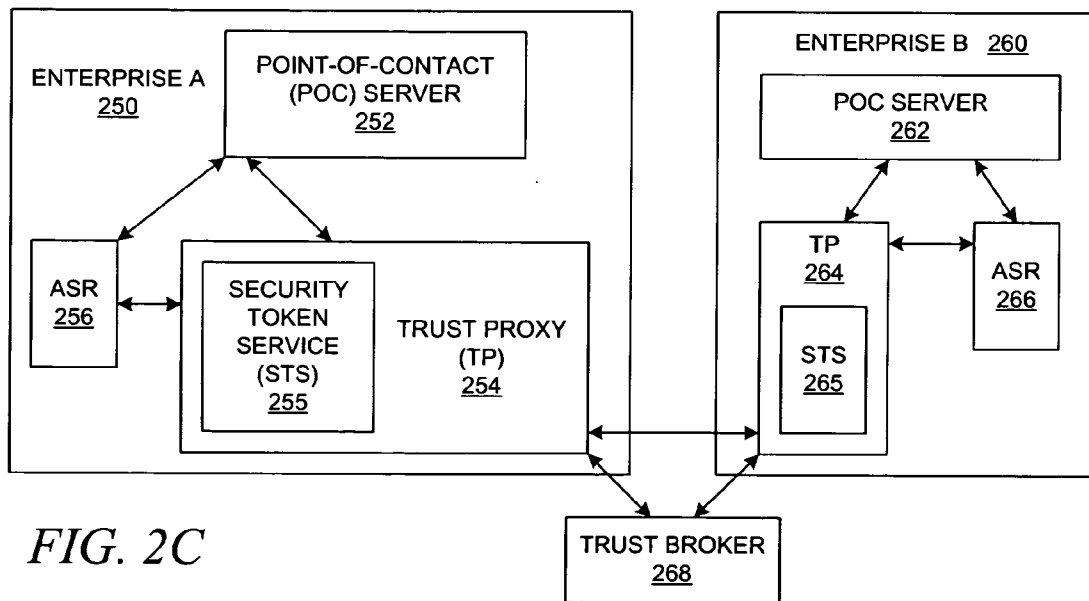 ENTERPRISE A
250
POINT-OF-CONTACT
(POC) SERVER
252
ASR
256
SECURITY
TOKEN
SERVICE
(STS)
255
TRUST PROXY
(TP)
254
ENTERPRISE B 260
POC SERVER
262
TP
264
STS
265
ASR
266
TRUST BROKER
268
FIG. 2C